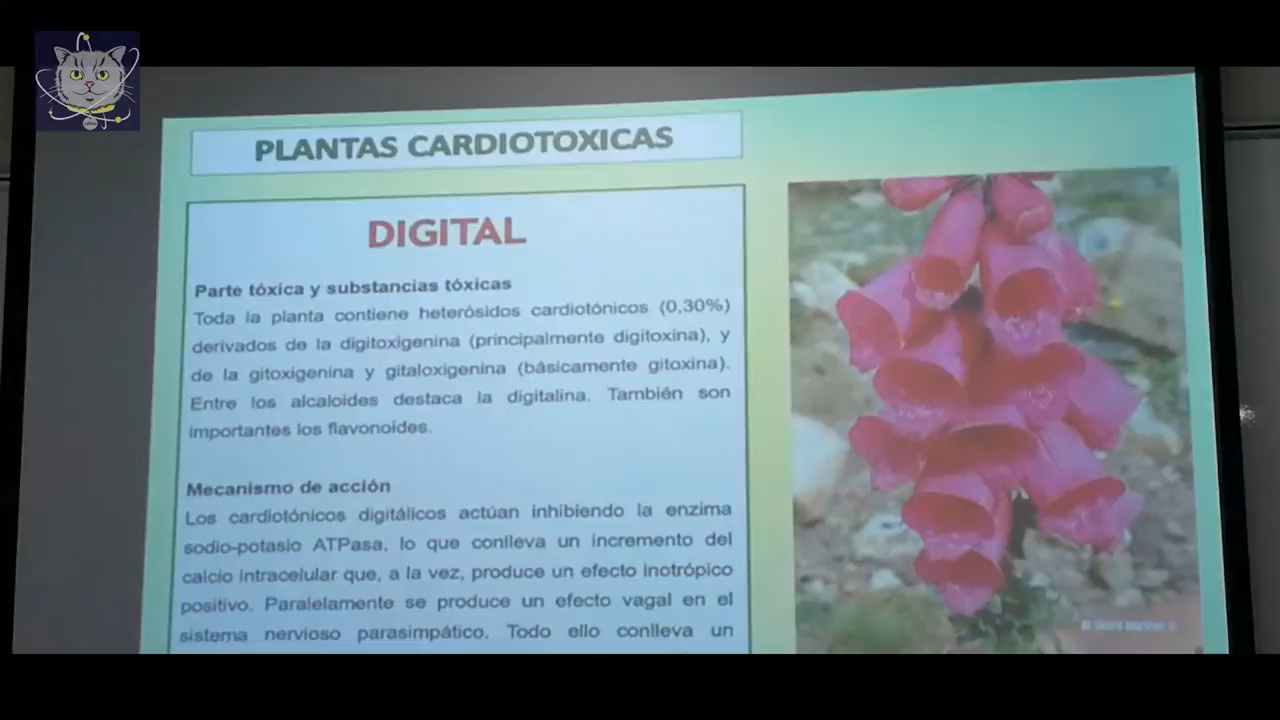 PLANTAS CARDIOTOXICAS
DIGITAL
Parte tóxica y substancias tóxicas
Toda la planta contiene heterósidos cardiotónicos (0,30%)
derivados de la digitoxigenina (principalmente digitoxina), y
de la gitoxigenina y gitaloxigenina (básicamente gitoxina).
Entre los alcaloides destaca la digitalina. También son
importantes los flavonoides.
Mecanismo de acción
Los cardiotónicos digitálicos actúan inhibiendo la enzima
sodio-potasio ATPasa, lo que conlleva un incremento del
calcio intracelular que, a la vez, produce un efecto inotrópico
positivo. Paralelamente se produce un efecto vagal en el
sistema nervioso parasimpático. Todo ello conlleva un